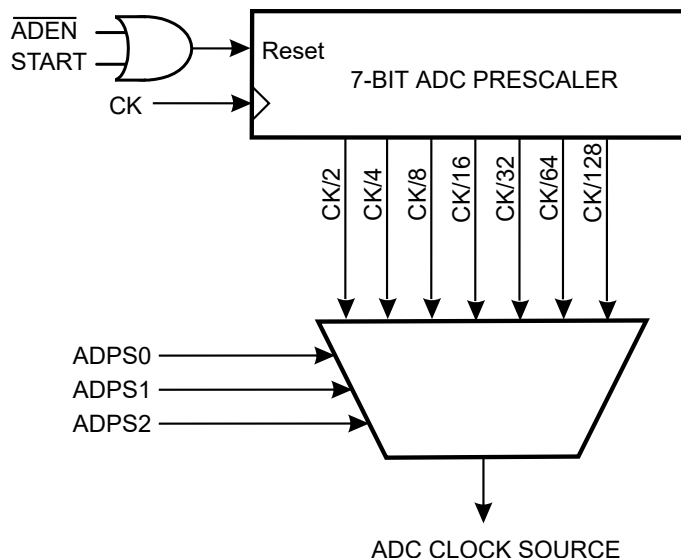 A̅D̅E̅N̅
START
Reset
7-BIT ADC PRESCALER
CK
CK/2
CK/4
CK/8
CK/16
CK/32
CK/64
CK/128
ADPS0
ADPS1
ADPS2
ADC CLOCK SOURCE